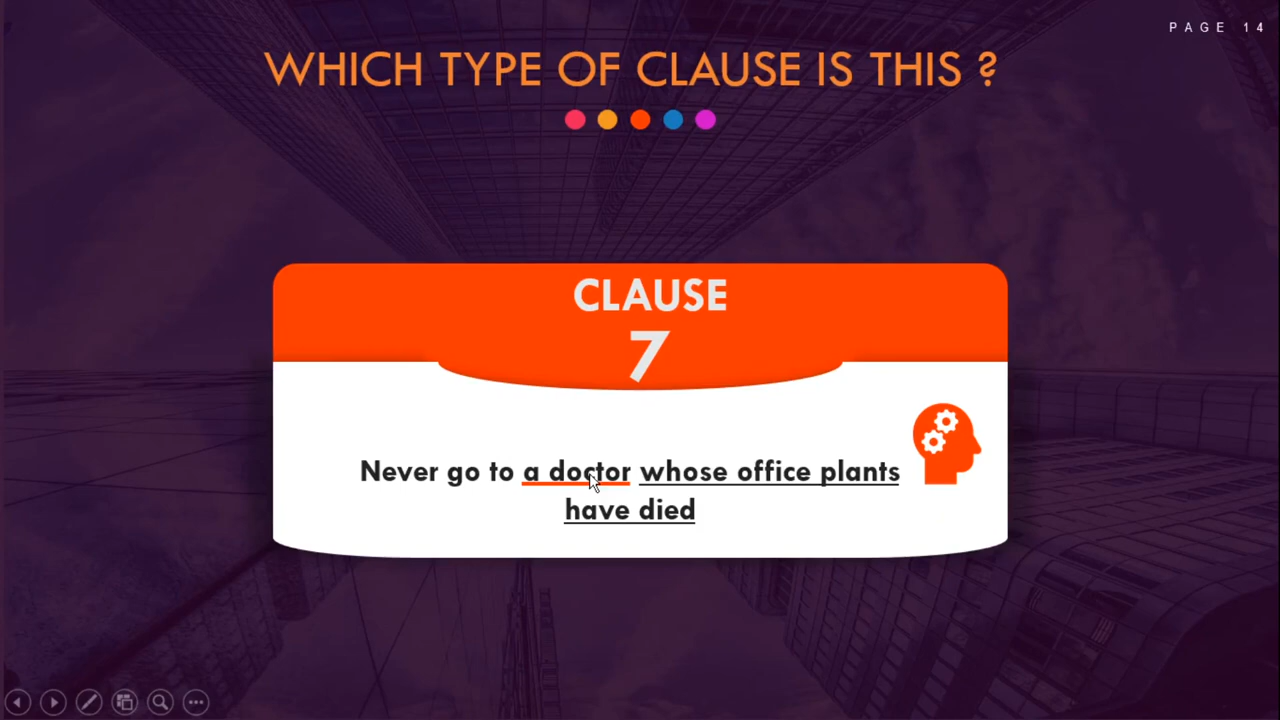 PAGE 14
WHICH TYPE OF CLAUSE IS THIS ?
CLAUSE
7
Never go to a doctor whose office plants
have died